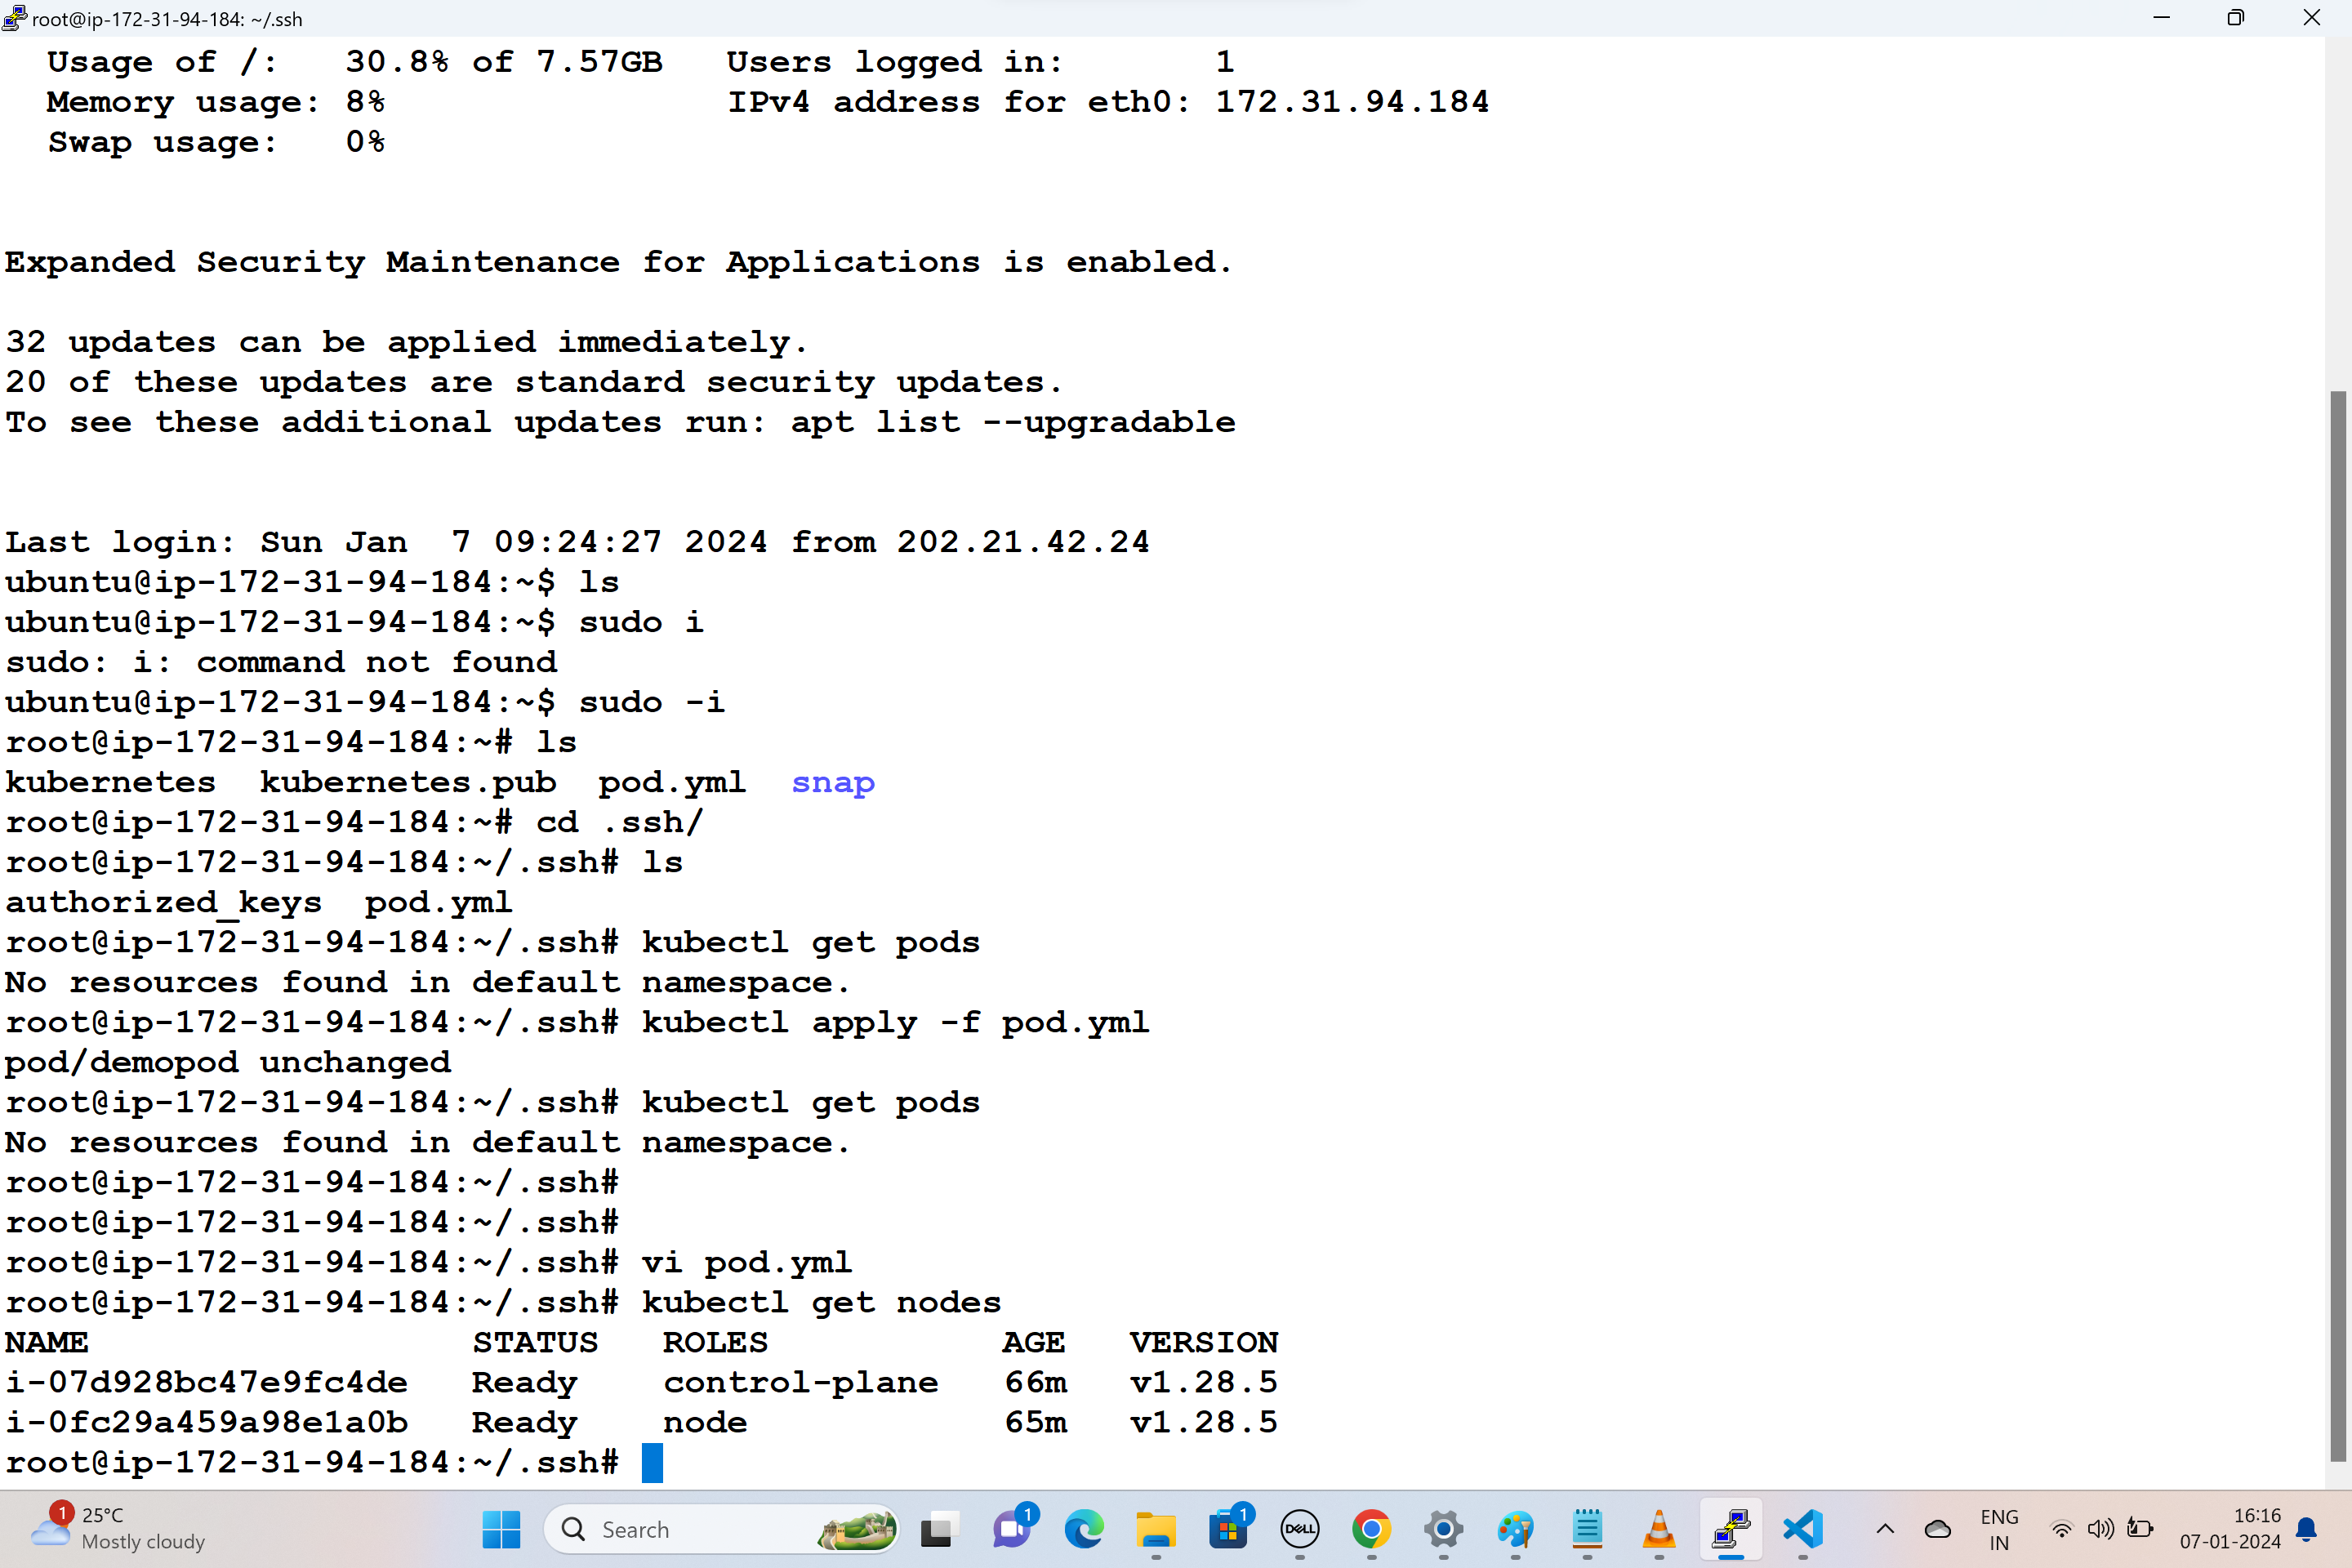 root@ip-172-31-94-184: ~/.ssh
Usage of /:   30.8% of 7.57GB   Users logged in:       1
Memory usage: 8%                IPv4 address for eth0: 172.31.94.184
Swap usage:   0%
Expanded Security Maintenance for Applications is enabled.
32 updates can be applied immediately.
20 of these updates are standard security updates.
To see these additional updates run: apt list --upgradable
Last login: Sun Jan  7 09:24:27 2024 from 202.21.42.24
ubuntu@ip-172-31-94-184:~$ ls
ubuntu@ip-172-31-94-184:~$ sudo i
sudo: i: command not found
ubuntu@ip-172-31-94-184:~$ sudo -i
root@ip-172-31-94-184:~# ls
kubernetes  kubernetes.pub  pod.yml  snap
root@ip-172-31-94-184:~# cd .ssh/
root@ip-172-31-94-184:~/.ssh# ls
authorized_keys  pod.yml
root@ip-172-31-94-184:~/.ssh# kubectl get pods
No resources found in default namespace.
root@ip-172-31-94-184:~/.ssh# kubectl apply -f pod.yml
pod/demopod unchanged
root@ip-172-31-94-184:~/.ssh# kubectl get pods
No resources found in default namespace.
root@ip-172-31-94-184:~/.ssh#
root@ip-172-31-94-184:~/.ssh#
root@ip-172-31-94-184:~/.ssh# vi pod.yml
root@ip-172-31-94-184:~/.ssh# kubectl get nodes
NAME                  STATUS   ROLES           AGE   VERSION
i-07d928bc47e9fc4de   Ready    control-plane   66m   v1.28.5
i-0fc29a459a98e1a0b   Ready    node            65m   v1.28.5
root@ip-172-31-94-184:~/.ssh#
1
25°C
Mostly cloudy
Search
1
1
DELL
ENG
IN
16:16
07-01-2024